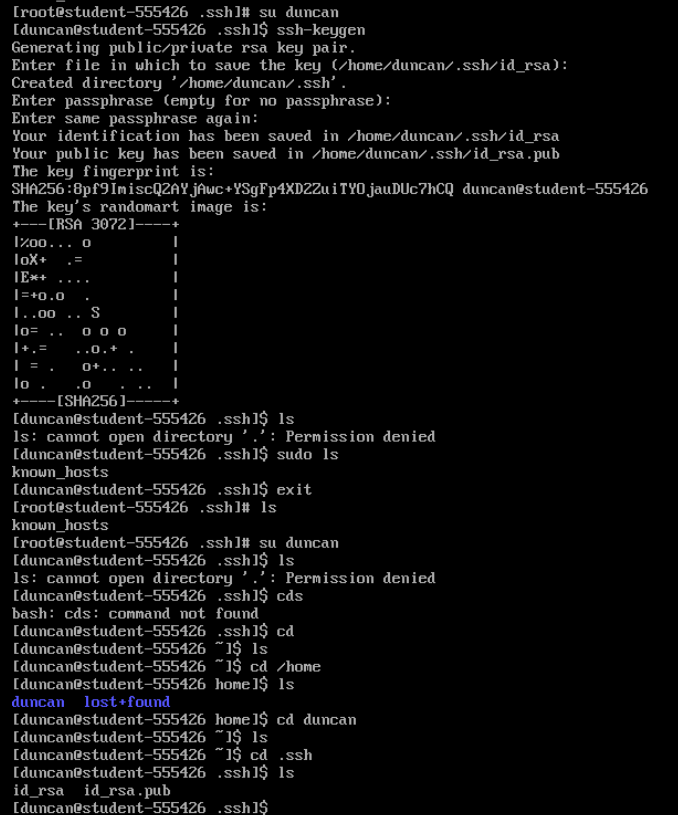 [root@student-555426 .ssh]# su duncan
[duncan@student-555426 .ssh]$ ssh-keygen
Generating public/private rsa key pair.
Enter file in which to save the key (/home/duncan/.ssh/id_rsa):
Created directory '/home/duncan/.ssh'.
Enter passphrase (empty for no passphrase):
Enter same passphrase again:
Your identification has been saved in /home/duncan/.ssh/id_rsa
Your public key has been saved in /home/duncan/.ssh/id_rsa.pub
The key fingerprint is:
SHA256:8pf9ImiscQ2AYjAwc+YSgFp4XD2ZuiTYOjauDUc7hCQ duncan@student-555426
The key's randomart image is:
+---[RSA 3072]----+
|%oo... o         |
|oX+  .=          |
|E*+ ....         |
|=+o.o  .         |
|..oo .. S        |
|o= ..  o o o     |
|+.=   ..o.+ .    |
| = .   o+.. ..   |
|o .   .o   . ..  |
+----[SHA256]-----+
[duncan@student-555426 .ssh]$ ls
ls: cannot open directory '.': Permission denied
[duncan@student-555426 .ssh]$ sudo ls
known_hosts
[duncan@student-555426 .ssh]$ exit
[root@student-555426 .ssh]# ls
known_hosts
[root@student-555426 .ssh]# su duncan
[duncan@student-555426 .ssh]$ ls
ls: cannot open directory '.': Permission denied
[duncan@student-555426 .ssh]$ cds
bash: cds: command not found
[duncan@student-555426 .ssh]$ cd
[duncan@student-555426 ~]$ ls
[duncan@student-555426 ~]$ cd /home
[duncan@student-555426 home]$ ls
duncan  lost+found
[duncan@student-555426 home]$ cd duncan
[duncan@student-555426 ~]$ ls
[duncan@student-555426 ~]$ cd .ssh
[duncan@student-555426 .ssh]$ ls
id_rsa  id_rsa.pub
[duncan@student-555426 .ssh]$